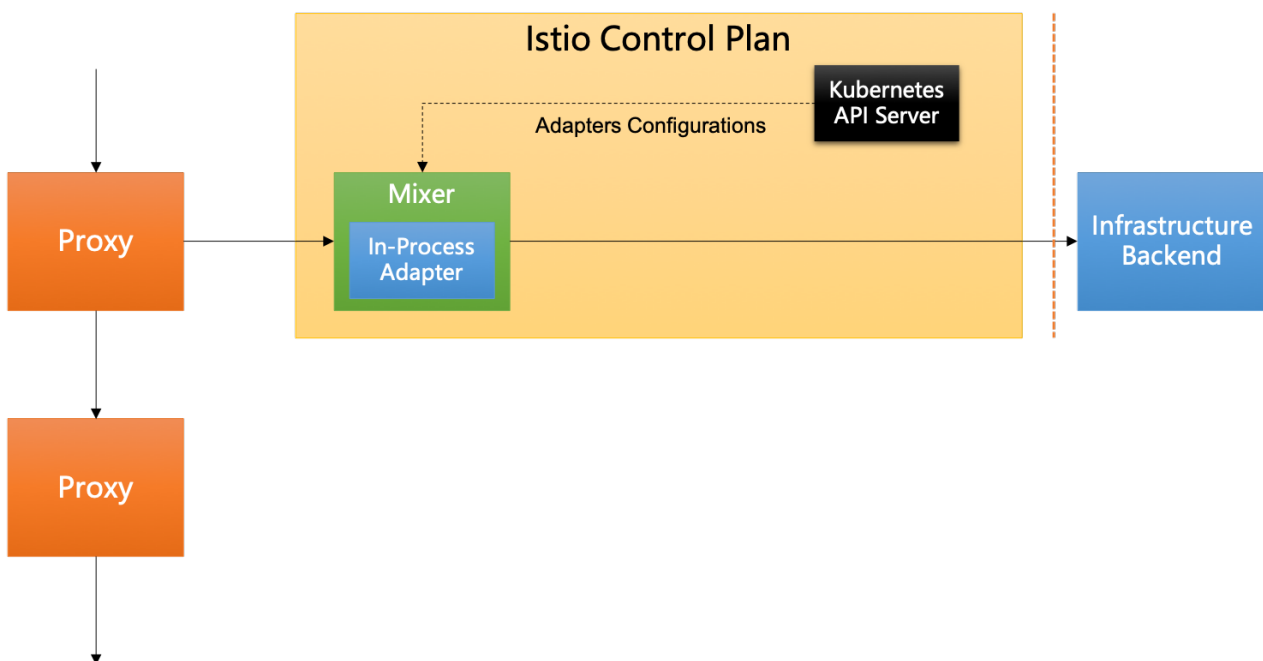 Istio Control Plan
Kubernetes
API Server
Adapters Configurations
Proxy
Mixer
In-Process
Adapter
Infrastructure
Backend
Proxy